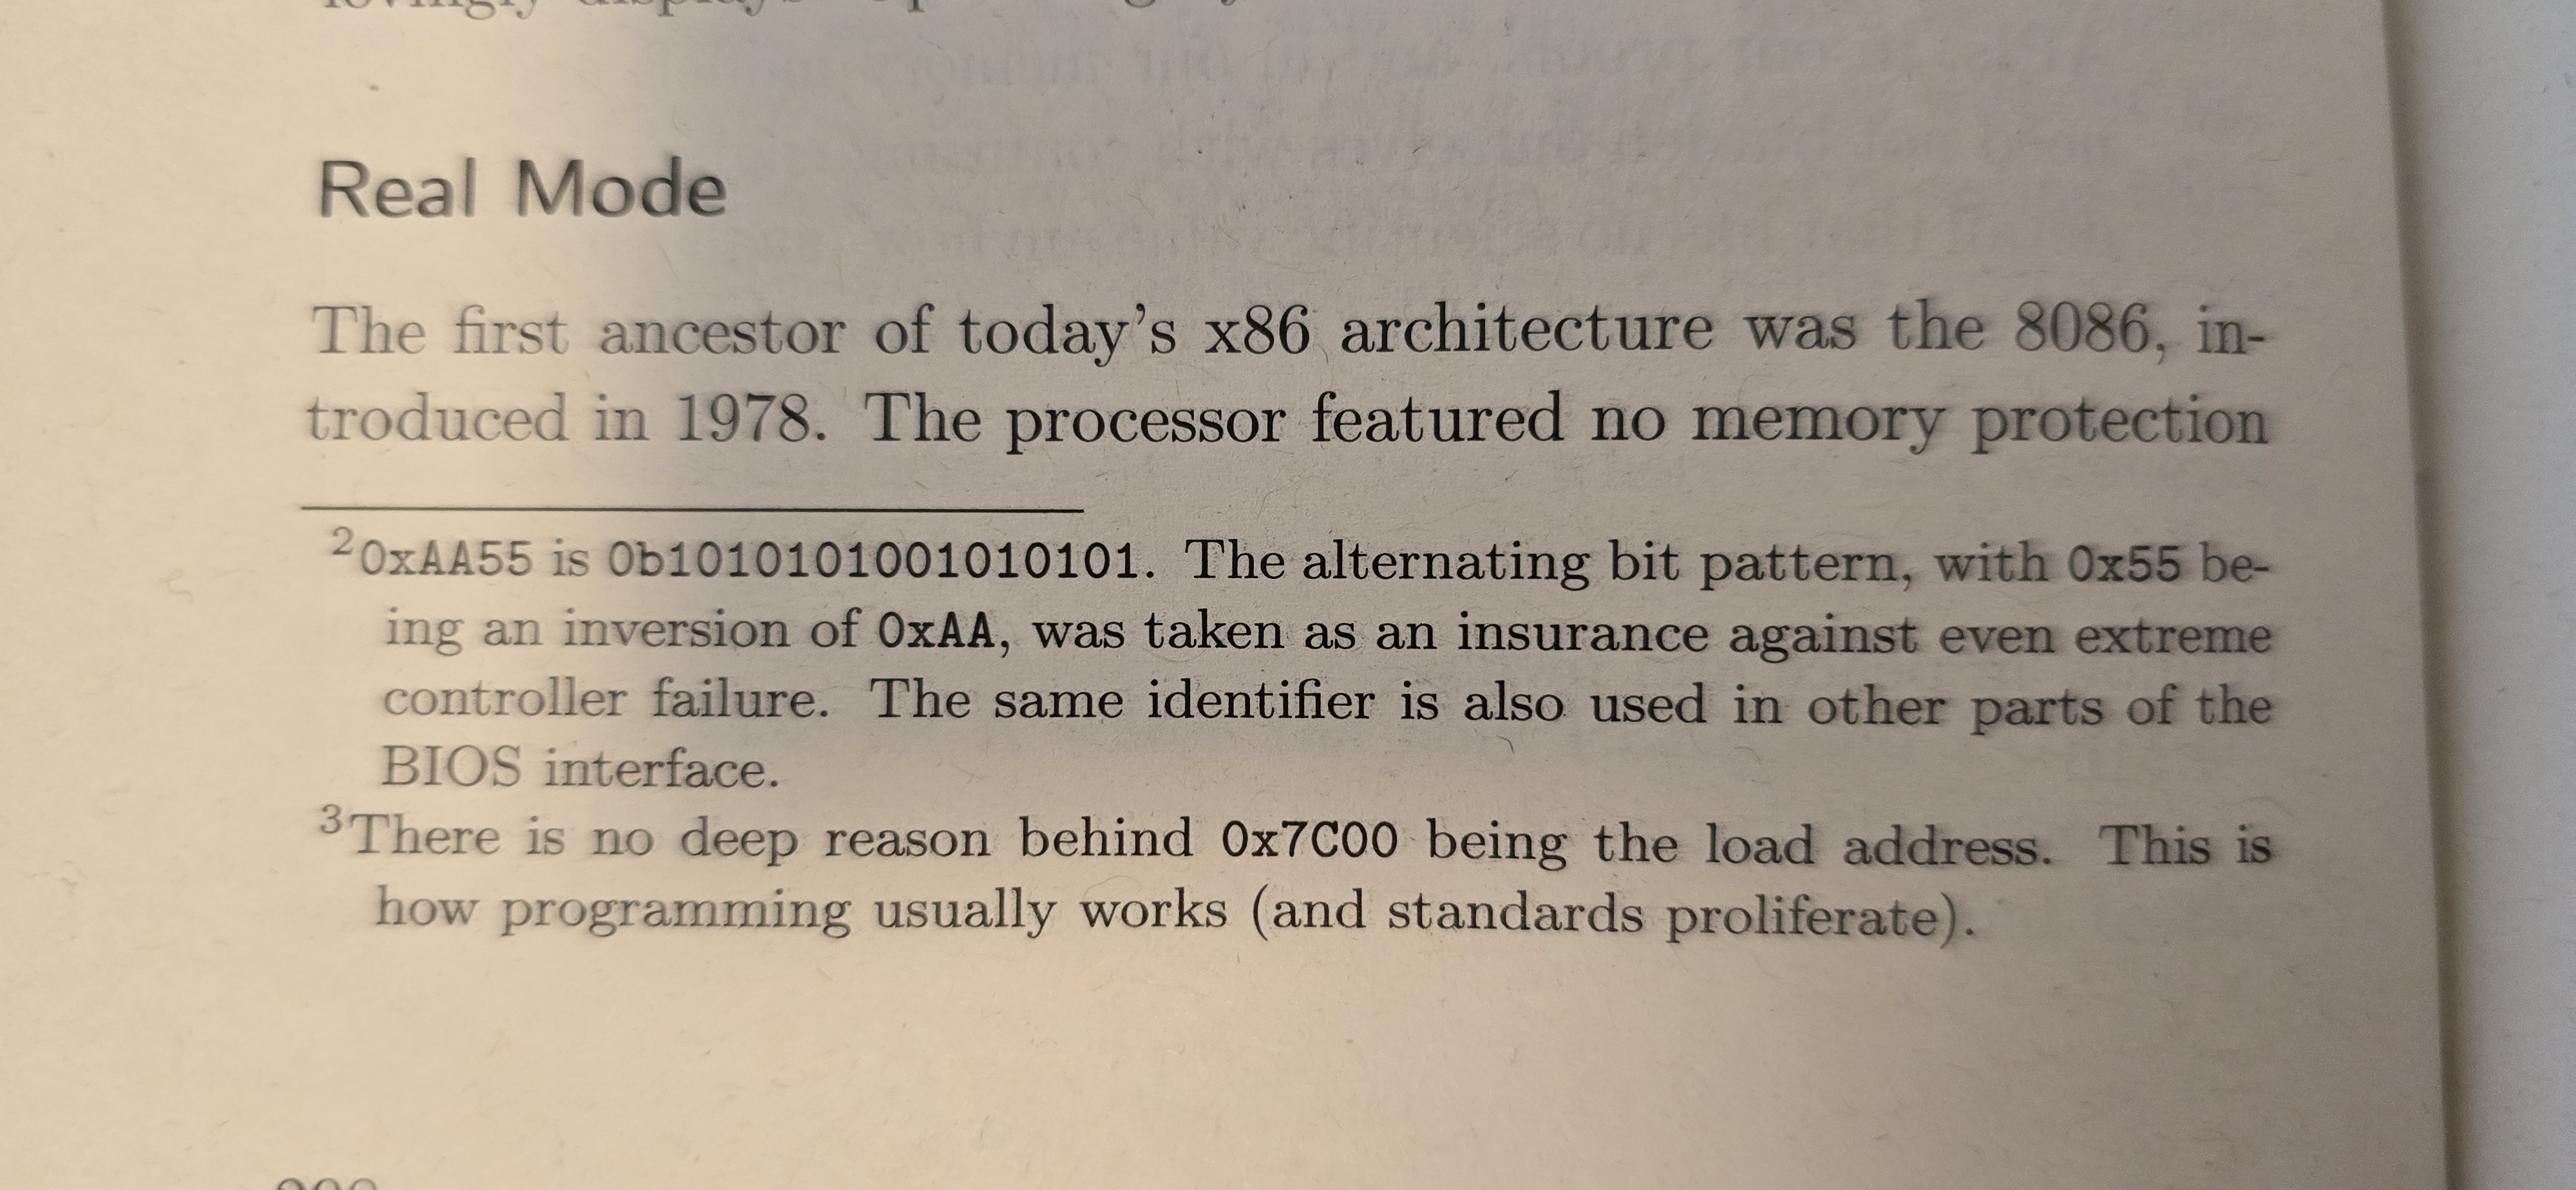 Real Mode
The first ancestor of today's x86 architecture was the 8086, in-
troduced in 1978. The processor featured no memory protection
²0xAA55 is 0b1010101001010101. The alternating bit pattern, with 0x55 be-
ing an inversion of 0xAA, was taken as an insurance against even extreme
controller failure. The same identifier is also used in other parts of the
BIOS interface.
³There is no deep reason behind 0x7C00 being the load address. This is
how programming usually works (and standards proliferate).